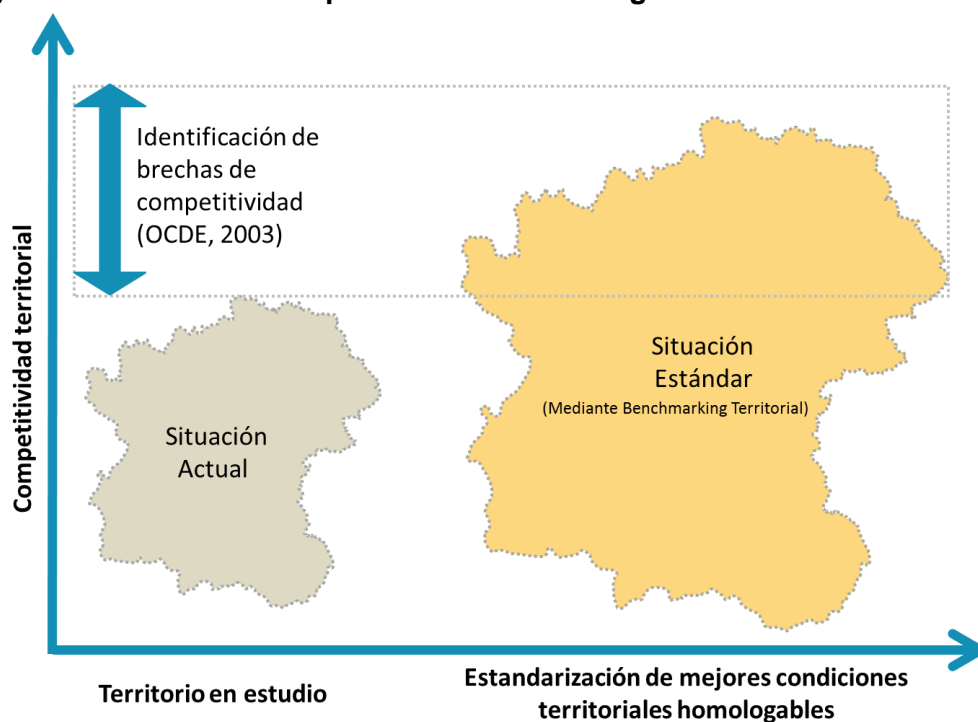 Identificación de
brechas de
competitividad
(OCDE, 2003)
Competitividad territorial
Situación
Actual
Situación
Estándar
(Mediante Benchmarking Territorial)
Territorio en estudio
Estandarización de mejores condiciones
territoriales homologables